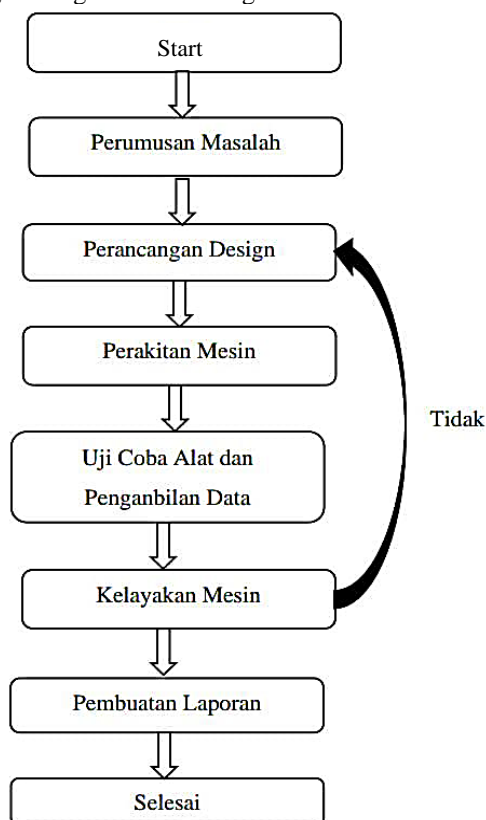 Start
Perumusan Masalah
Perancangan Design
Perakitan Mesin
Tidak
Uji Coba Alat dan
Penganbilan Data
Kelayakan Mesin
Pembuatan Laporan
Selesai